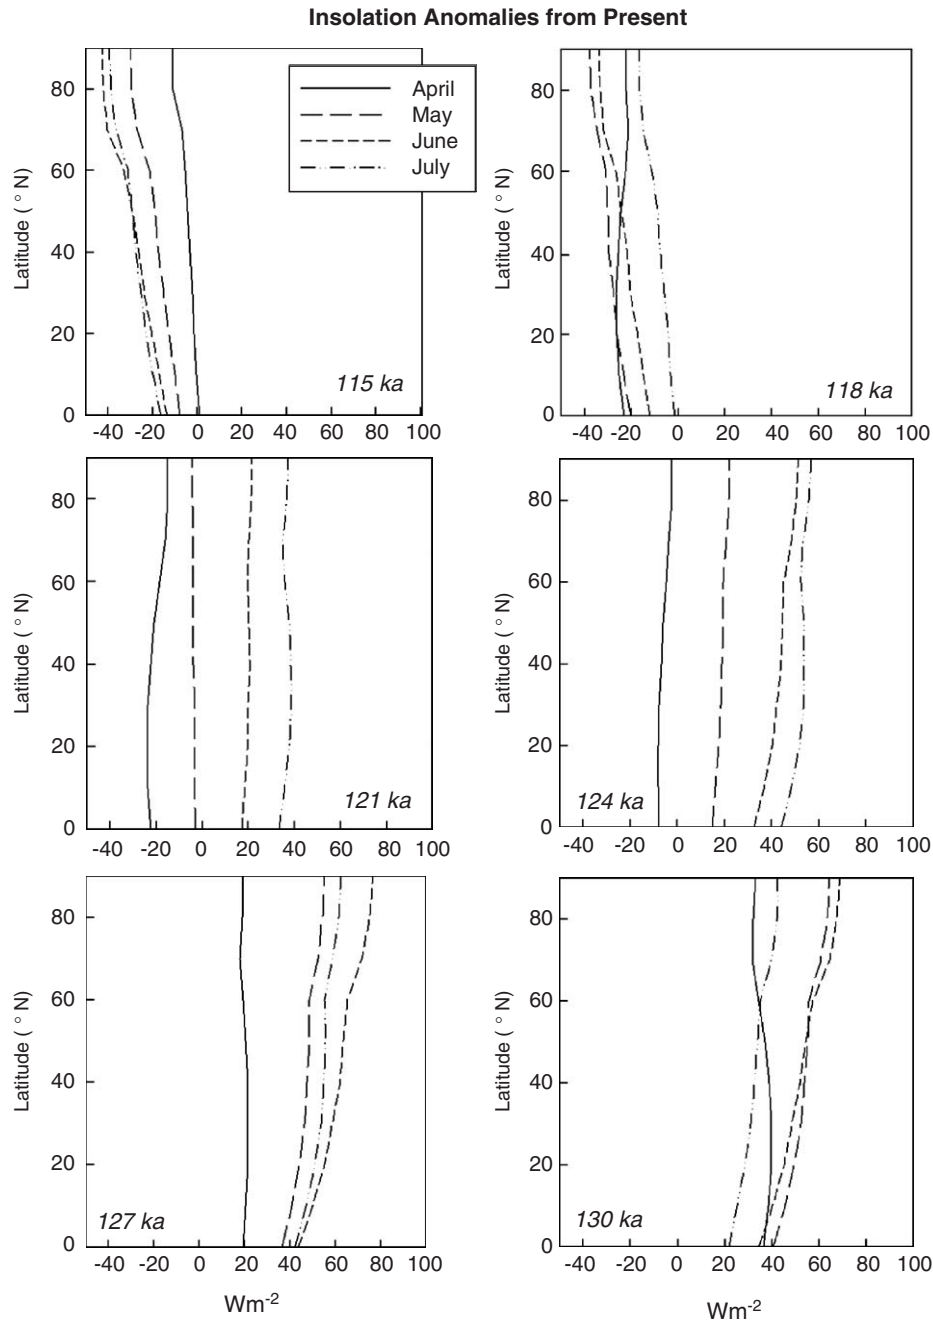 Insolation Anomalies from Present
Latitude ( ° N)
80
60
40
20
0
-40 -20 0 20 40 60 80 100
April
May
June
July
115 ka
Latitude ( ° N)
80
60
40
20
0
-40 -20 0 20 40 60 80 100
118 ka
Latitude ( ° N)
80
60
40
20
0
-40 -20 0 20 40 60 80 100
121 ka
Latitude ( ° N)
80
60
40
20
0
-40 -20 0 20 40 60 80 100
124 ka
Latitude ( ° N)
80
60
40
20
0
-40 -20 0 20 40 60 80 100
127 ka
Wm-2
Latitude ( ° N)
80
60
40
20
0
-40 -20 0 20 40 60 80 100
130 ka
Wm-2